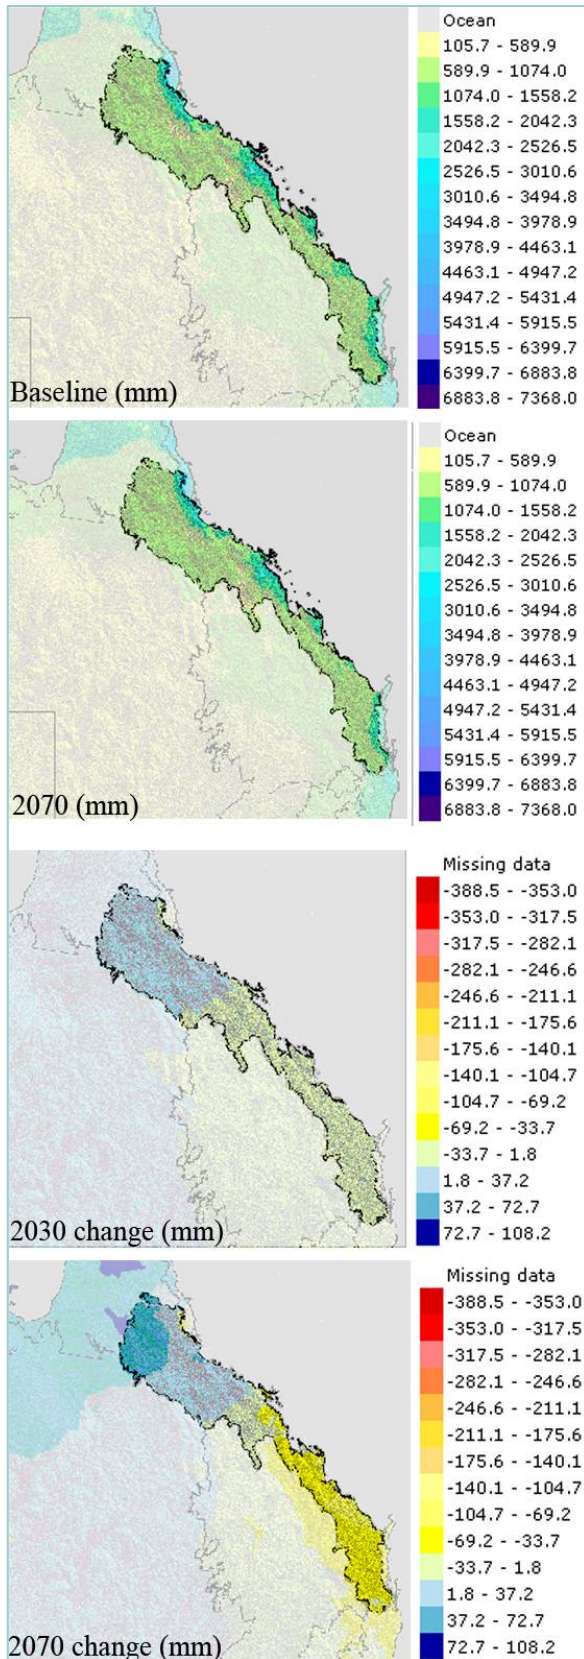 Ocean
105.7 - 589.9
589.9 - 1074.0
1074.0 - 1558.2
1558.2 - 2042.3
2042.3 - 2526.5
2526.5 - 3010.6
3010.6 - 3494.8
3494.8 - 3978.9
3978.9 - 4463.1
4463.1 - 4947.2
4947.2 - 5431.4
5431.4 - 5915.5
5915.5 - 6399.7
6399.7 - 6883.8
6883.8 - 7368.0
Baseline (mm)
Ocean
105.7 - 589.9
589.9 - 1074.0
1074.0 - 1558.2
1558.2 - 2042.3
2042.3 - 2526.5
2526.5 - 3010.6
3010.6 - 3494.8
3494.8 - 3978.9
3978.9 - 4463.1
4463.1 - 4947.2
4947.2 - 5431.4
5431.4 - 5915.5
5915.5 - 6399.7
6399.7 - 6883.8
6883.8 - 7368.0
2070 (mm)
Missing data
-388.5 - -353.0
-353.0 - -317.5
-317.5 - -282.1
-282.1 - -246.6
-246.6 - -211.1
-211.1 - -175.6
-175.6 - -140.1
-140.1 - -104.7
-104.7 - -69.2
-69.2 - -33.7
-33.7 - 1.8
1.8 - 37.2
37.2 - 72.7
72.7 - 108.2
2030 change (mm)
Missing data
-388.5 - -353.0
-353.0 - -317.5
-317.5 - -282.1
-282.1 - -246.6
-246.6 - -211.1
-211.1 - -175.6
-175.6 - -140.1
-140.1 - -104.7
-104.7 - -69.2
-69.2 - -33.7
-33.7 - 1.8
1.8 - 37.2
37.2 - 72.7
72.7 - 108.2
2070 change (mm)